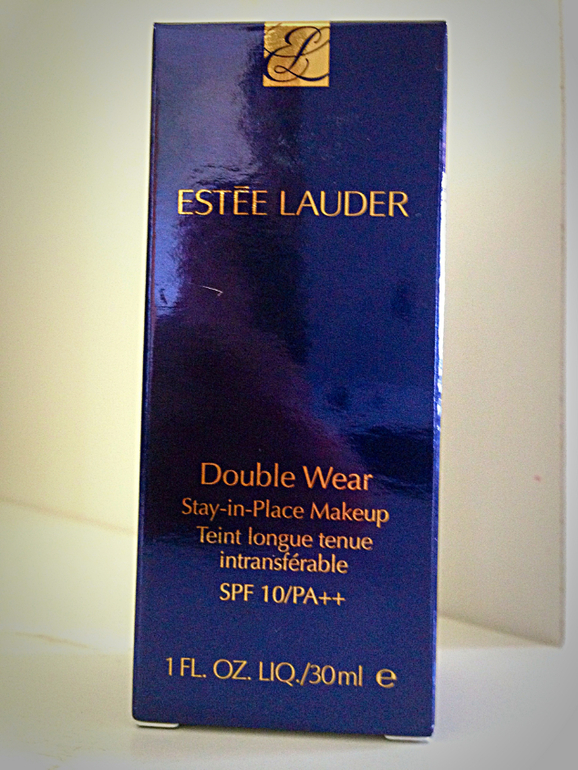 EL
ESTĒE LAUDER
Double Wear
Stay-in-Place Makeup
Teint longue tenue
intransférable
SPF 10/PA++
1 FL. OZ. LIQ./30ml e